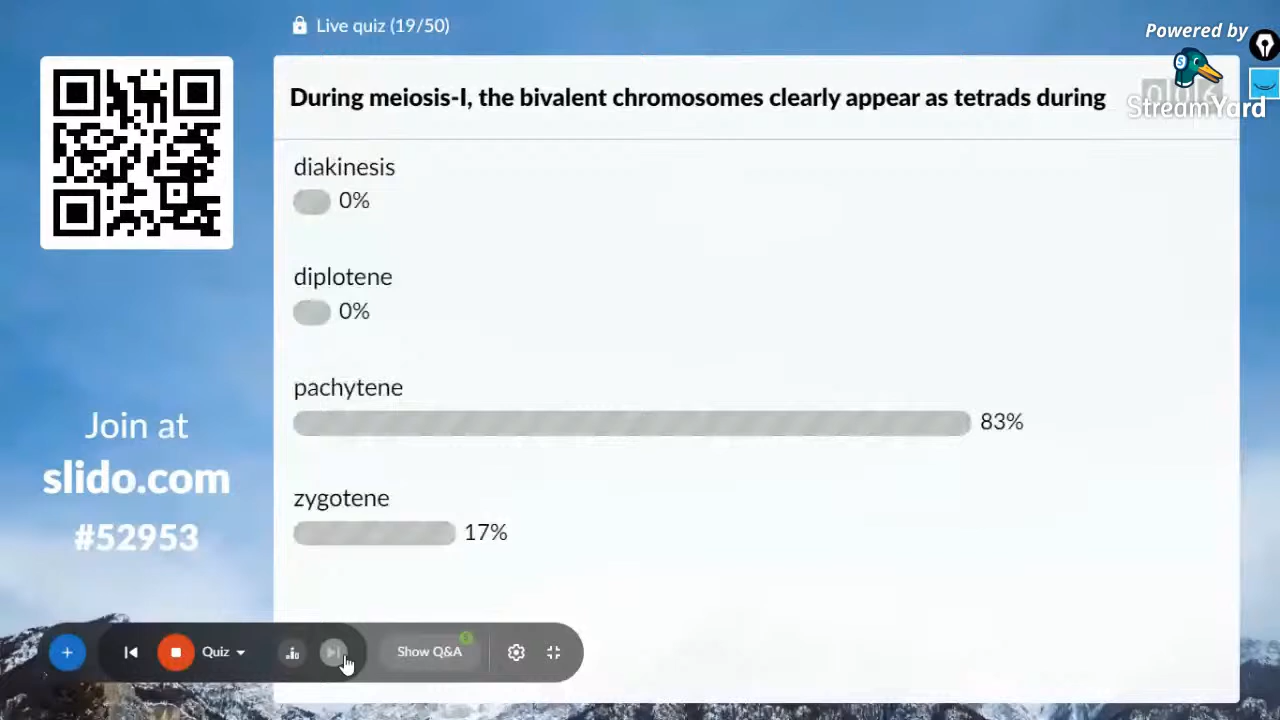 Live quiz (19/50)
Powered by
StreamYard
During meiosis-I, the bivalent chromosomes clearly appear as tetrads during
diakinesis
0%
diplotene
0%
pachytene
83%
zygotene
17%
Join at
slido.com
#52953
Quiz
Show Q&A